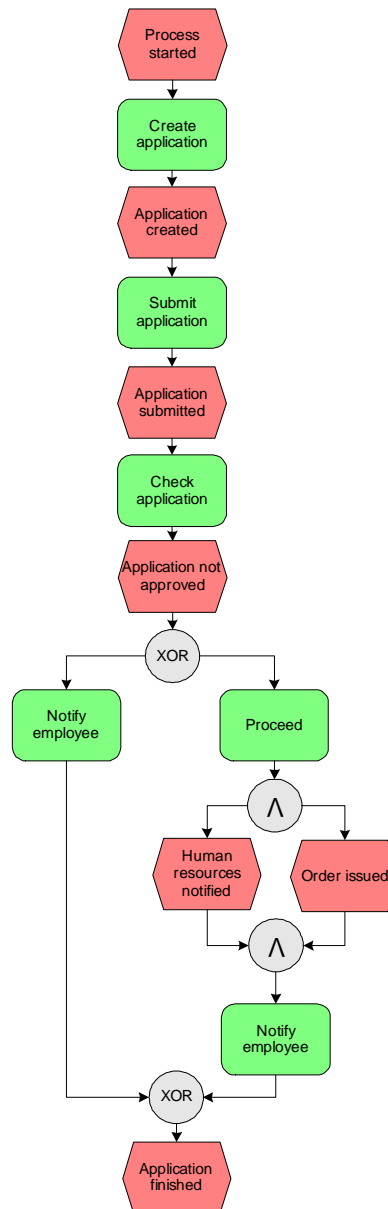 Process
started
Create
application
Application
created
Submit
application
Application
submitted
Check
application
Application not
approved
XOR
Notify
employee
Proceed
Λ
Human
resources
notified
Order issued
Λ
Notify
employee
XOR
Application
finished